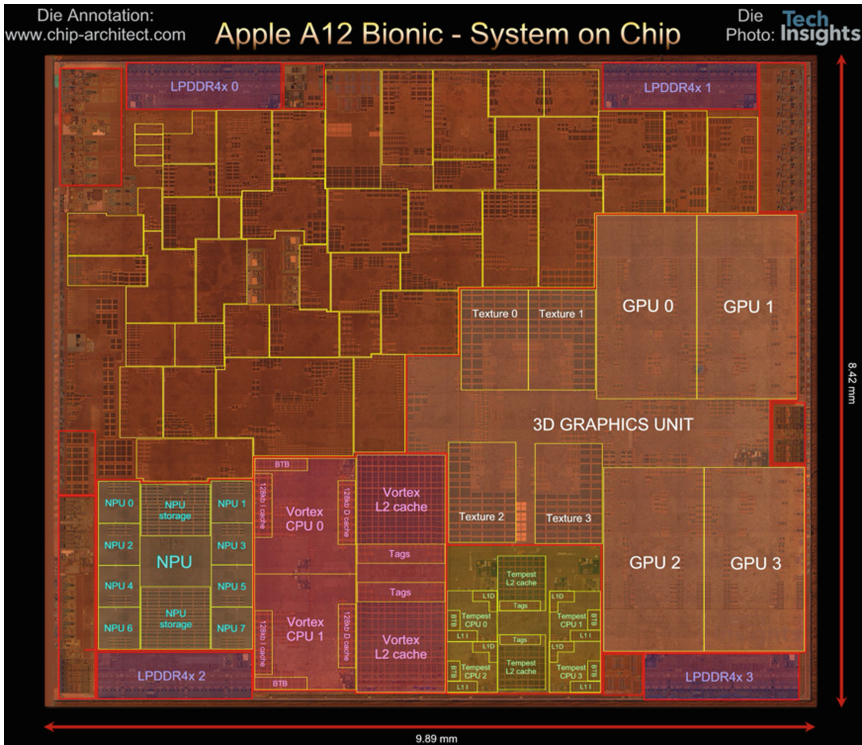 Die Annotation:
www.chip-architect.com
Apple A12 Bionic - System on Chip
Die
Photo:
Tech
Insights
LPDDR4x 0
LPDDR4x 1
GPU 0
GPU 1
Texture 0
Texture 1
8.42 mm
3D GRAPHICS UNIT
BTB
128kb I cache
Vortex
CPU 0
128kb D cache
Vortex
L2 cache
Texture 2
Texture 3
NPU 0
NPU
storage
NPU 1
NPU 2
NPU
NPU 3
NPU 4
NPU 5
NPU 6
NPU
storage
NPU 7
Tags
Tags
GPU 2
GPU 3
128kb I cache
Vortex
CPU 1
128kb D cache
Vortex
L2 cache
BTB
Tempest
L2 cache
L1D
Tags
L1D
BTB
Tempest
CPU 0
Tempest
CPU 1
BTB
L1 I
Tags
L1 I
L1D
L1D
BTB
Tempest
CPU 2
Tempest
L2 cache
Tempest
CPU 3
BTB
L1 I
L1 I
LPDDR4x 2
LPDDR4x 3
9.89 mm